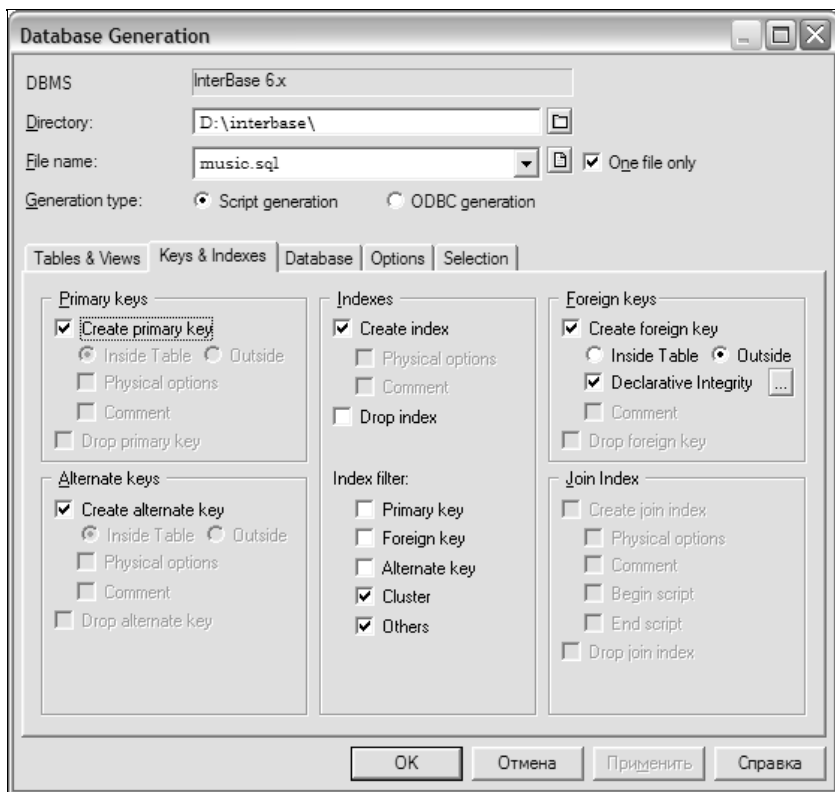 Database Generation
DBMS
InterBase 6.x
Directory:
D:\interbase\
File name:
music.sql
One file only
Generation type:
Script generation
ODBC generation
Tables & Views
Keys & Indexes
Database
Options
Selection
Primary keys
Create primary key
Inside Table
Outside
Physical options
Comment
Drop primary key
Alternate keys
Create alternate key
Inside Table
Outside
Physical options
Comment
Drop alternate key
Indexes
Create index
Physical options
Comment
Drop index
Index filter:
Primary key
Foreign key
Alternate key
Cluster
Others
Foreign keys
Create foreign key
Inside Table
Outside
Declarative Integrity
...
Comment
Drop foreign key
Join Index
Create join index
Physical options
Comment
Begin script
End script
Drop join index
OK
Отмена
Применить
Справка